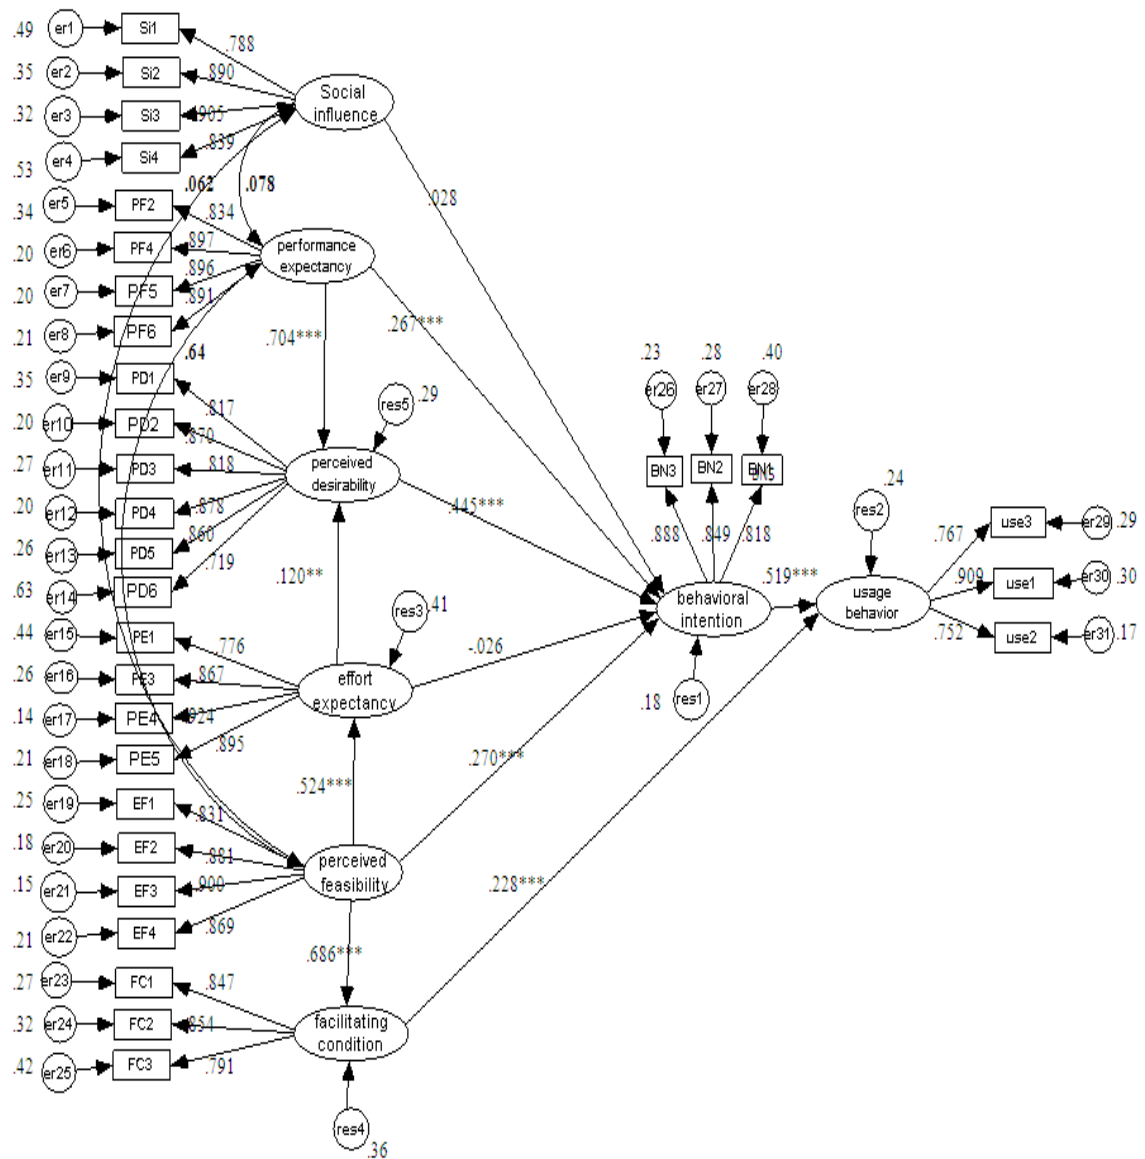 .49 er1 Si1
.788
.35 er2 Si2
.890
Social
influence
.32 er3 Si3
.905
.53 er4 Si4
.839
.062
.078
.028
.34 er5 PF2
.834
.20 er6 PF4
.897
performance
expectancy
.20 er7 PF5
.896
.21 er8 PF6
.891
.704***
.267***
.64
.35 er9 PD1
.817
res5 .29
.20 er10 PD2
.870
.27 er11 PD3
.818
perceived
desirability
.20 er12 PD4
.878
.445***
.26 er13 PD5
.860
.63 er14 PD6
.719
.120**
.23 .28 .40
er26 er27 er28
BN3 BN2 BN1
.888 .849 .818
.24
res2
res3 .41
behavioral
intention
.519***
usage
behavior
.767
use3 er29 .29
.909
use1 er30 .30
.752
use2 er31 .17
.44 er15 PE1
.776
-.026
.26 er16 PE3
.867
effort
expectancy
.18 res1
.14 er17 PE4
.924
.21 er18 PE5
.895
.524***
.270***
.25 er19 EF1
.831
.18 er20 EF2
.881
perceived
feasibility
.15 er21 EF3
.900
.228***
.21 er22 EF4
.869
.686***
.27 er23 FC1
.847
.32 er24 FC2
.854
facilitating
condition
.42 er25 FC3
.791
res4
.36